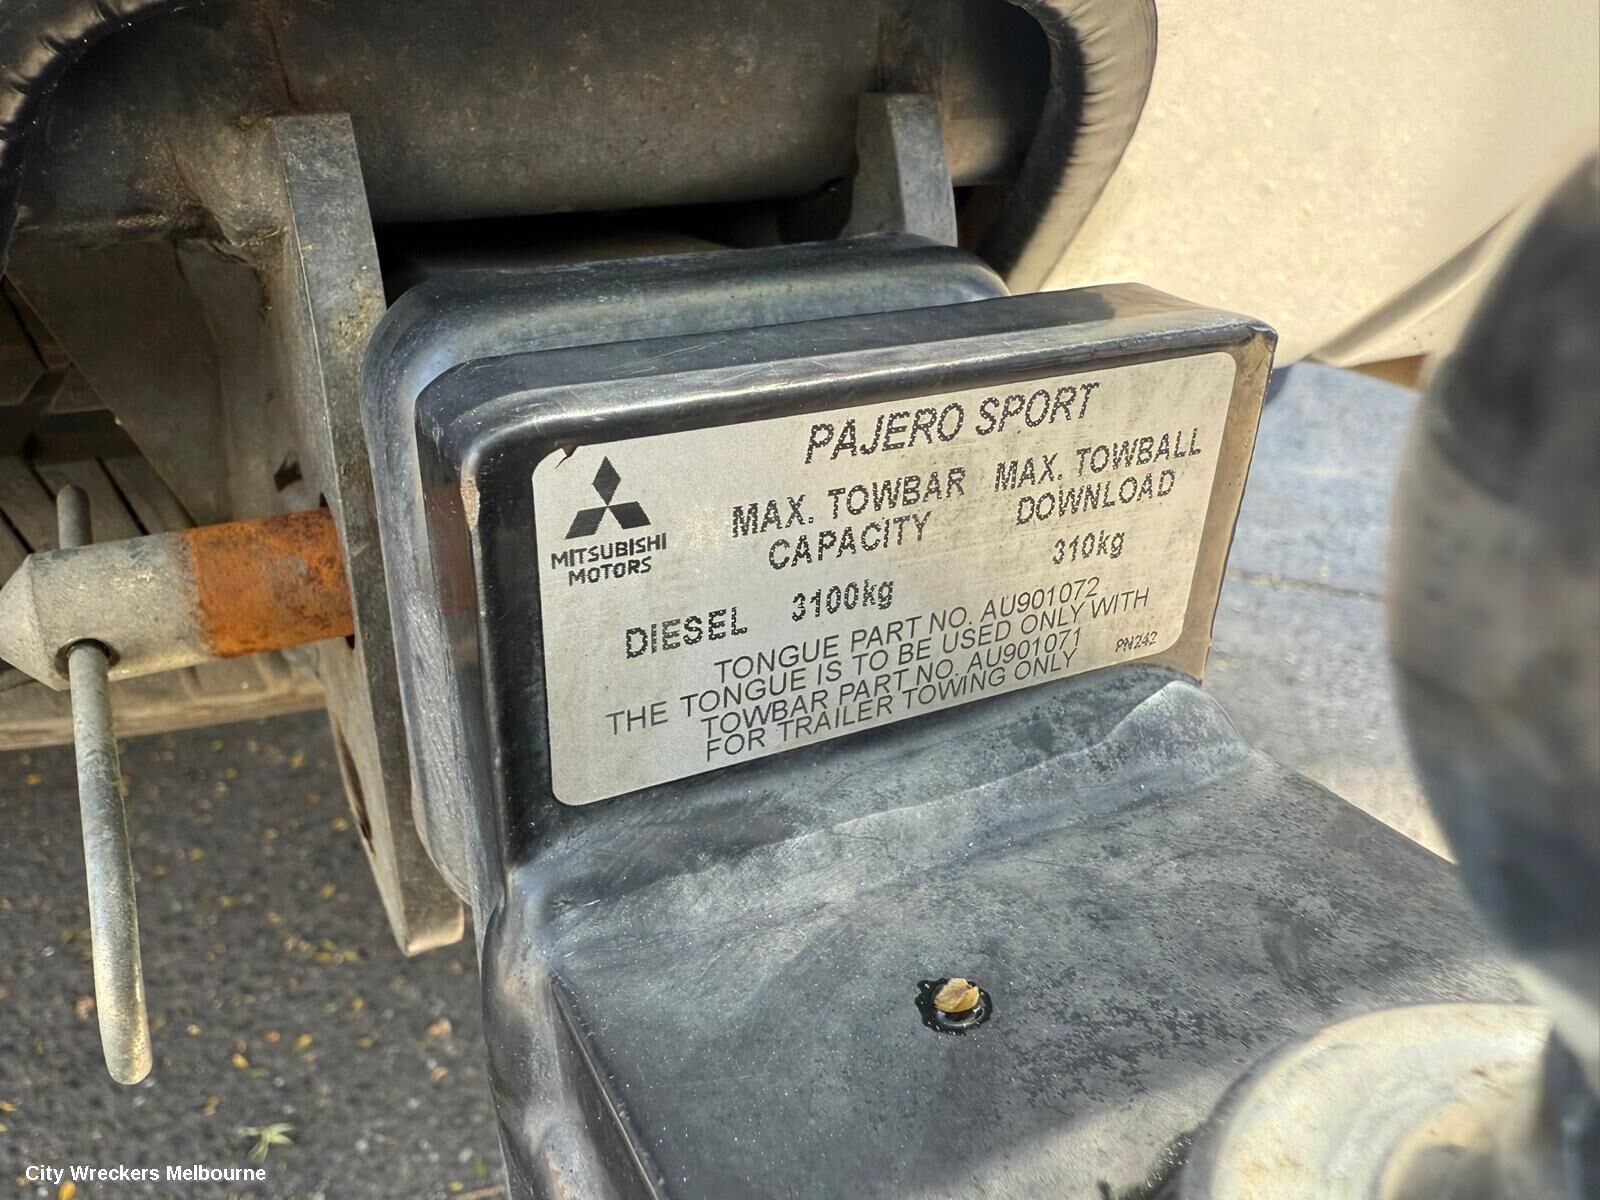 PAJERO SPORT
MAX. TOWBAR CAPACITY
MAX. TOWBALL DOWNLOAD
MITSUBISHI
MOTORS
DIESEL 3100kg 310kg
TONGUE PART NO. AU901072
THE TONGUE IS TO BE USED ONLY WITH
TOWBAR PART NO. AU901071
FOR TRAILER TOWING ONLY
PN242
City Wreckers Melbourne